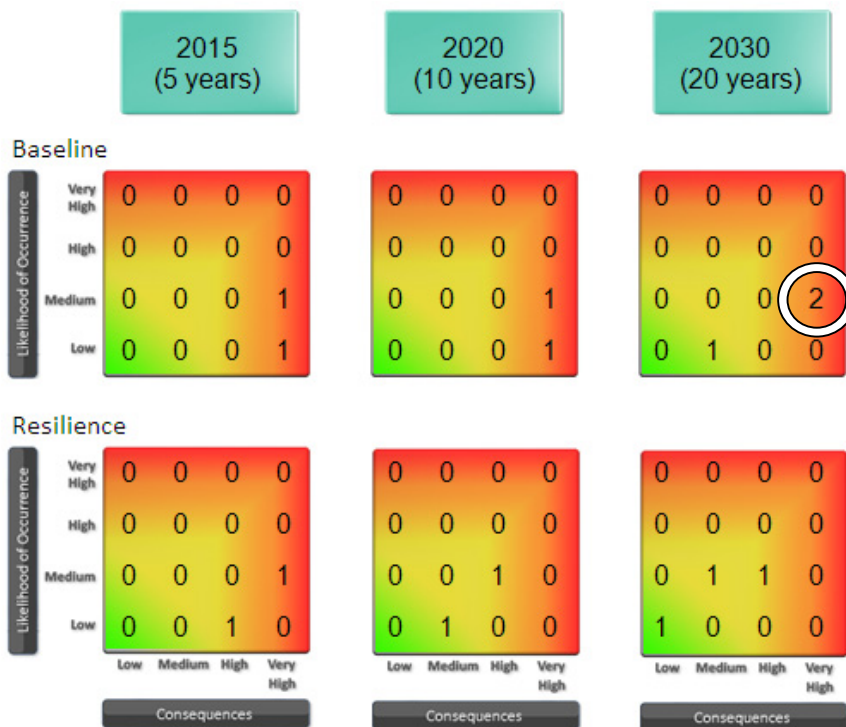 2015
(5 years)
2020
(10 years)
2030
(20 years)
Baseline
Likelihood of Occurrence
Very
High
0 0 0 0
0 0 0 0
0 0 0 0
High
0 0 0 0
0 0 0 0
0 0 0 0
Medium
0 0 0 1
0 0 0 1
0 0 0 2
Low
0 0 0 1
0 0 0 1
0 1 0 0
Resilience
Likelihood of Occurrence
Very
High
0 0 0 0
0 0 0 0
0 0 0 0
High
0 0 0 0
0 0 0 0
0 0 0 0
Medium
0 0 0 1
0 0 1 0
0 1 1 0
Low
0 0 1 0
0 1 0 0
1 0 0 0
Low Medium High Very
High
Low Medium High Very
High
Low Medium High Very
High
Consequences
Consequences
Consequences